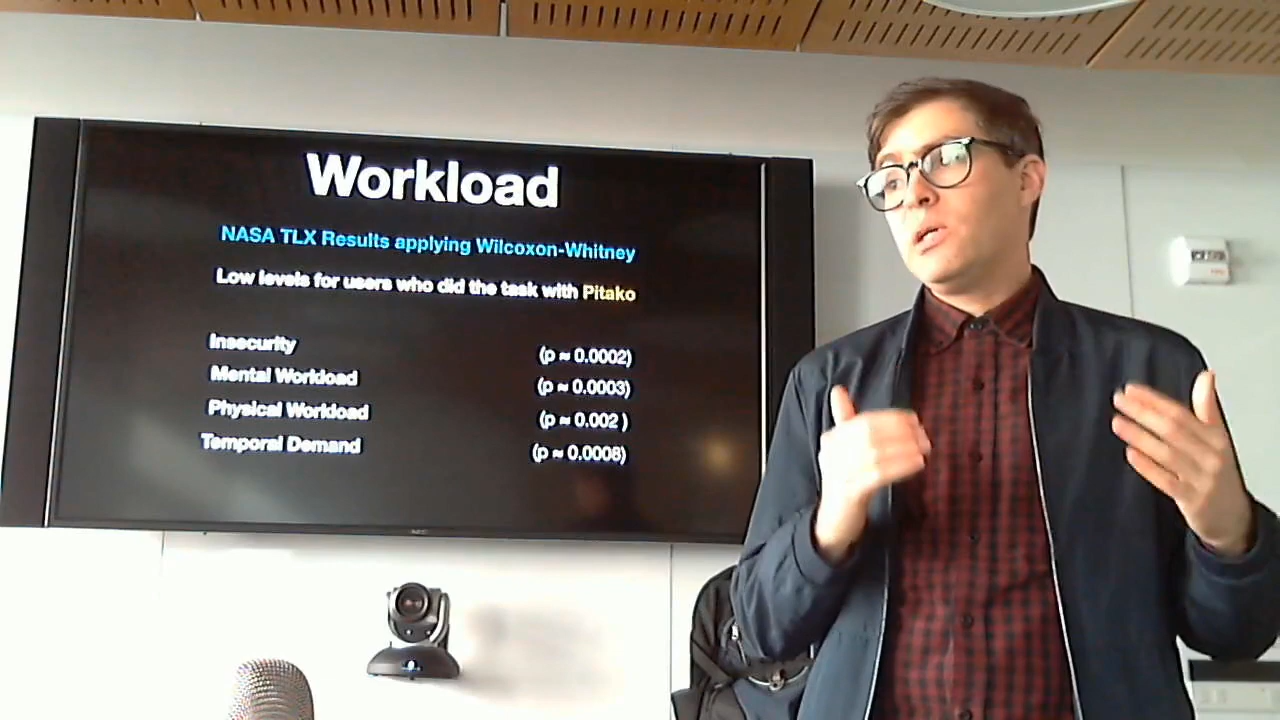 Workload
NASA TLX Results applying Wilcoxon-Whitney
Low levels for users who did the task with Pitako
Insecurity (p ≈ 0.0002)
Mental Workload (p ≈ 0.0003)
Physical Workload (p ≈ 0.002 )
Temporal Demand (p ≈ 0.0008)
NEC